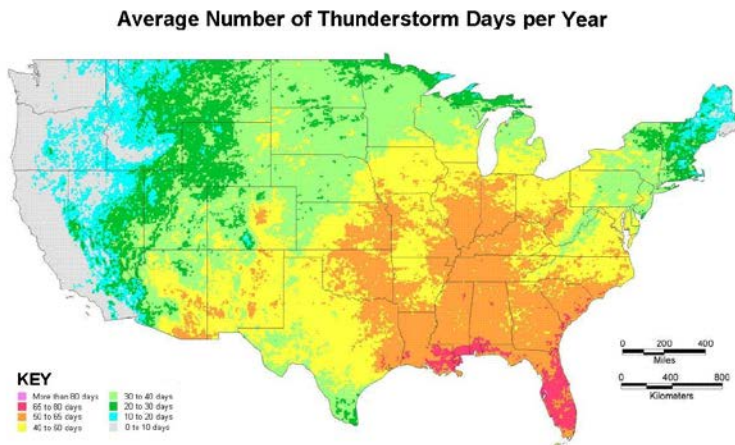 Average Number of Thunderstorm Days per Year
0 200 400
Miles
0 400 800
Kilometers
KEY
More than 80 days
65 to 80 days
50 to 65 days
40 to 50 days
30 to 40 days
20 to 30 days
10 to 20 days
0 to 10 days